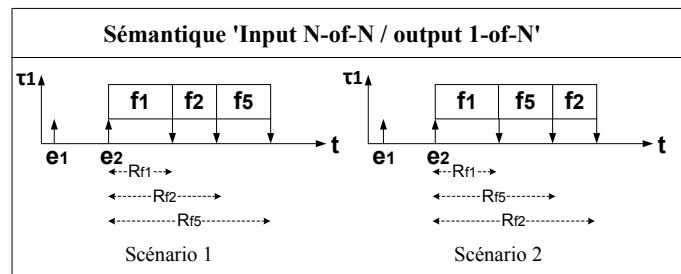 Sémantique 'Input N-of-N / output 1-of-N'
τ1 f1 f2 f5 t
e1 e2
Rf1
Rf2
Rf5
Scénario 1
τ1 f1 f5 f2 t
e1 e2
Rf1
Rf5
Rf2
Scénario 2